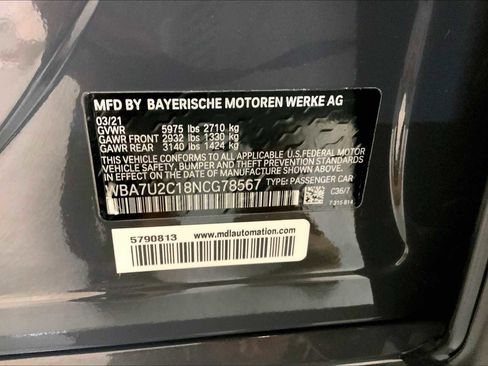 MFD BY BAYERISCHE MOTOREN WERKE AG
03/21
GVWR 5975 lbs 2710 kg
GAWR FRONT 2932 lbs 1330 kg
GAWR REAR 3140 lbs 1424 kg
THIS VEHICLE CONFORMS TO ALL APPLICABLE
U.S.FEDERAL MOTOR
VEHICLE SAFETY, BUMPER AND THEFT PREVENTION STANDARDS
IN EFFECT ON THE DATE OF MANUFACTURE SHOWN ABOVE.
WBA7U2C18NCG78567 TYPE: PASSENGER CAR
C36/7
7 315 814
5790813 www.mdlautomation.com